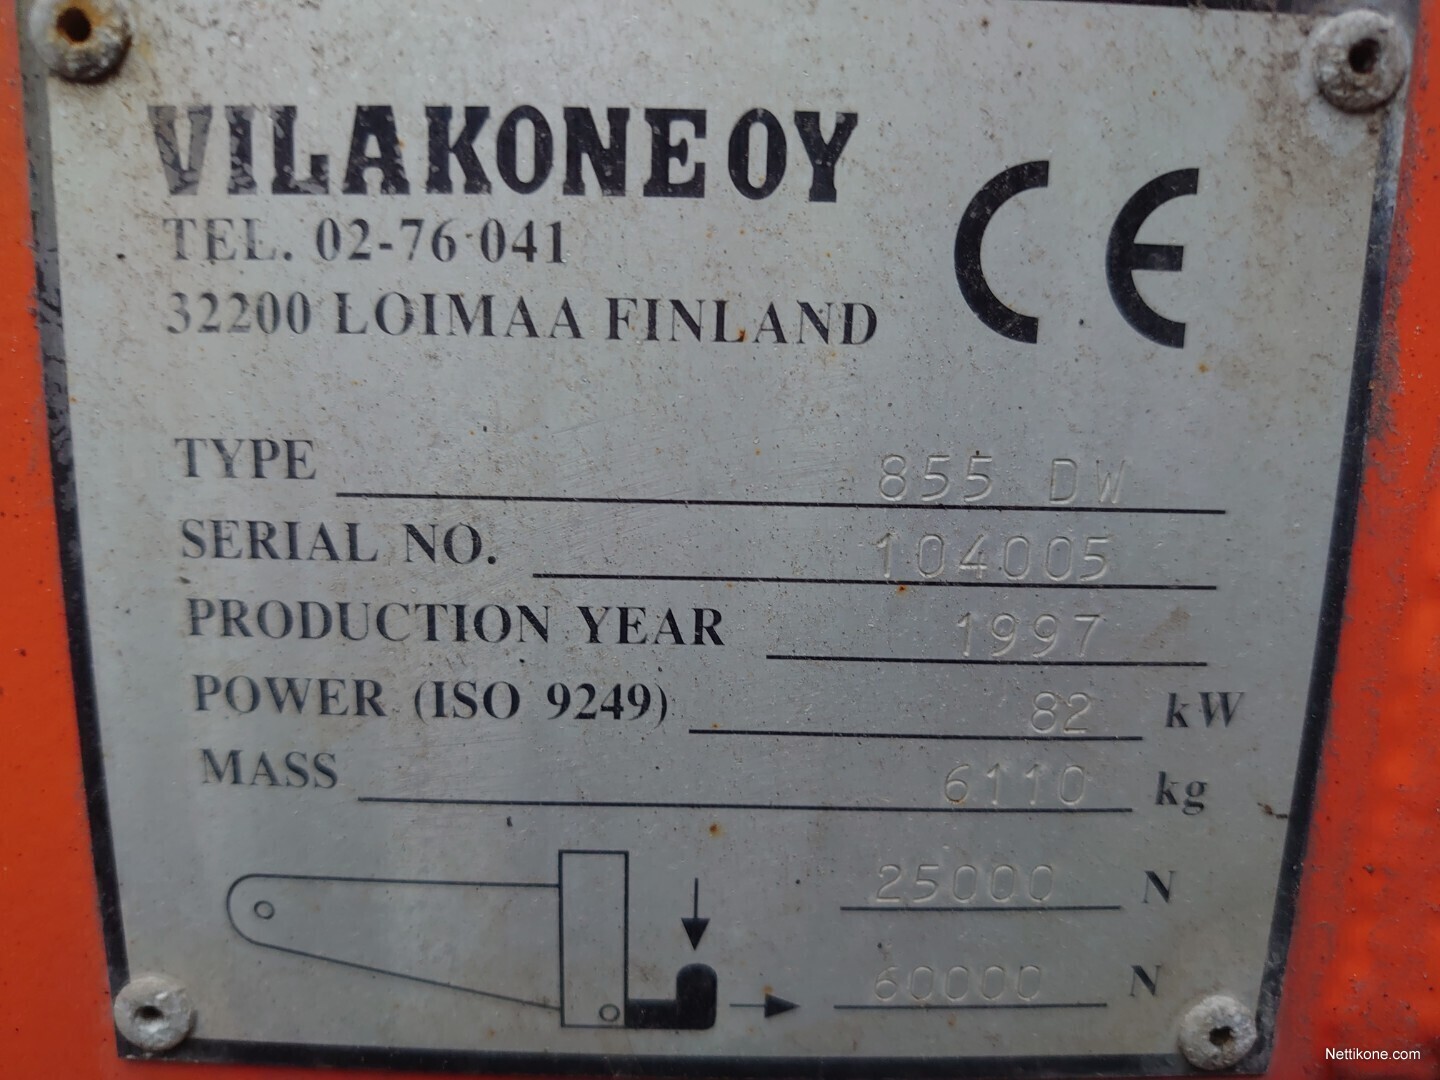 VILAKONE OY
TEL. 02-76 041
32200 LOIMAA FINLAND
CE
TYPE 855 DW
SERIAL NO. 104005
PRODUCTION YEAR 1997
POWER (ISO 9249) 82 kW
MASS 6110 kg
25000 N
60000 N
Nettikone.com